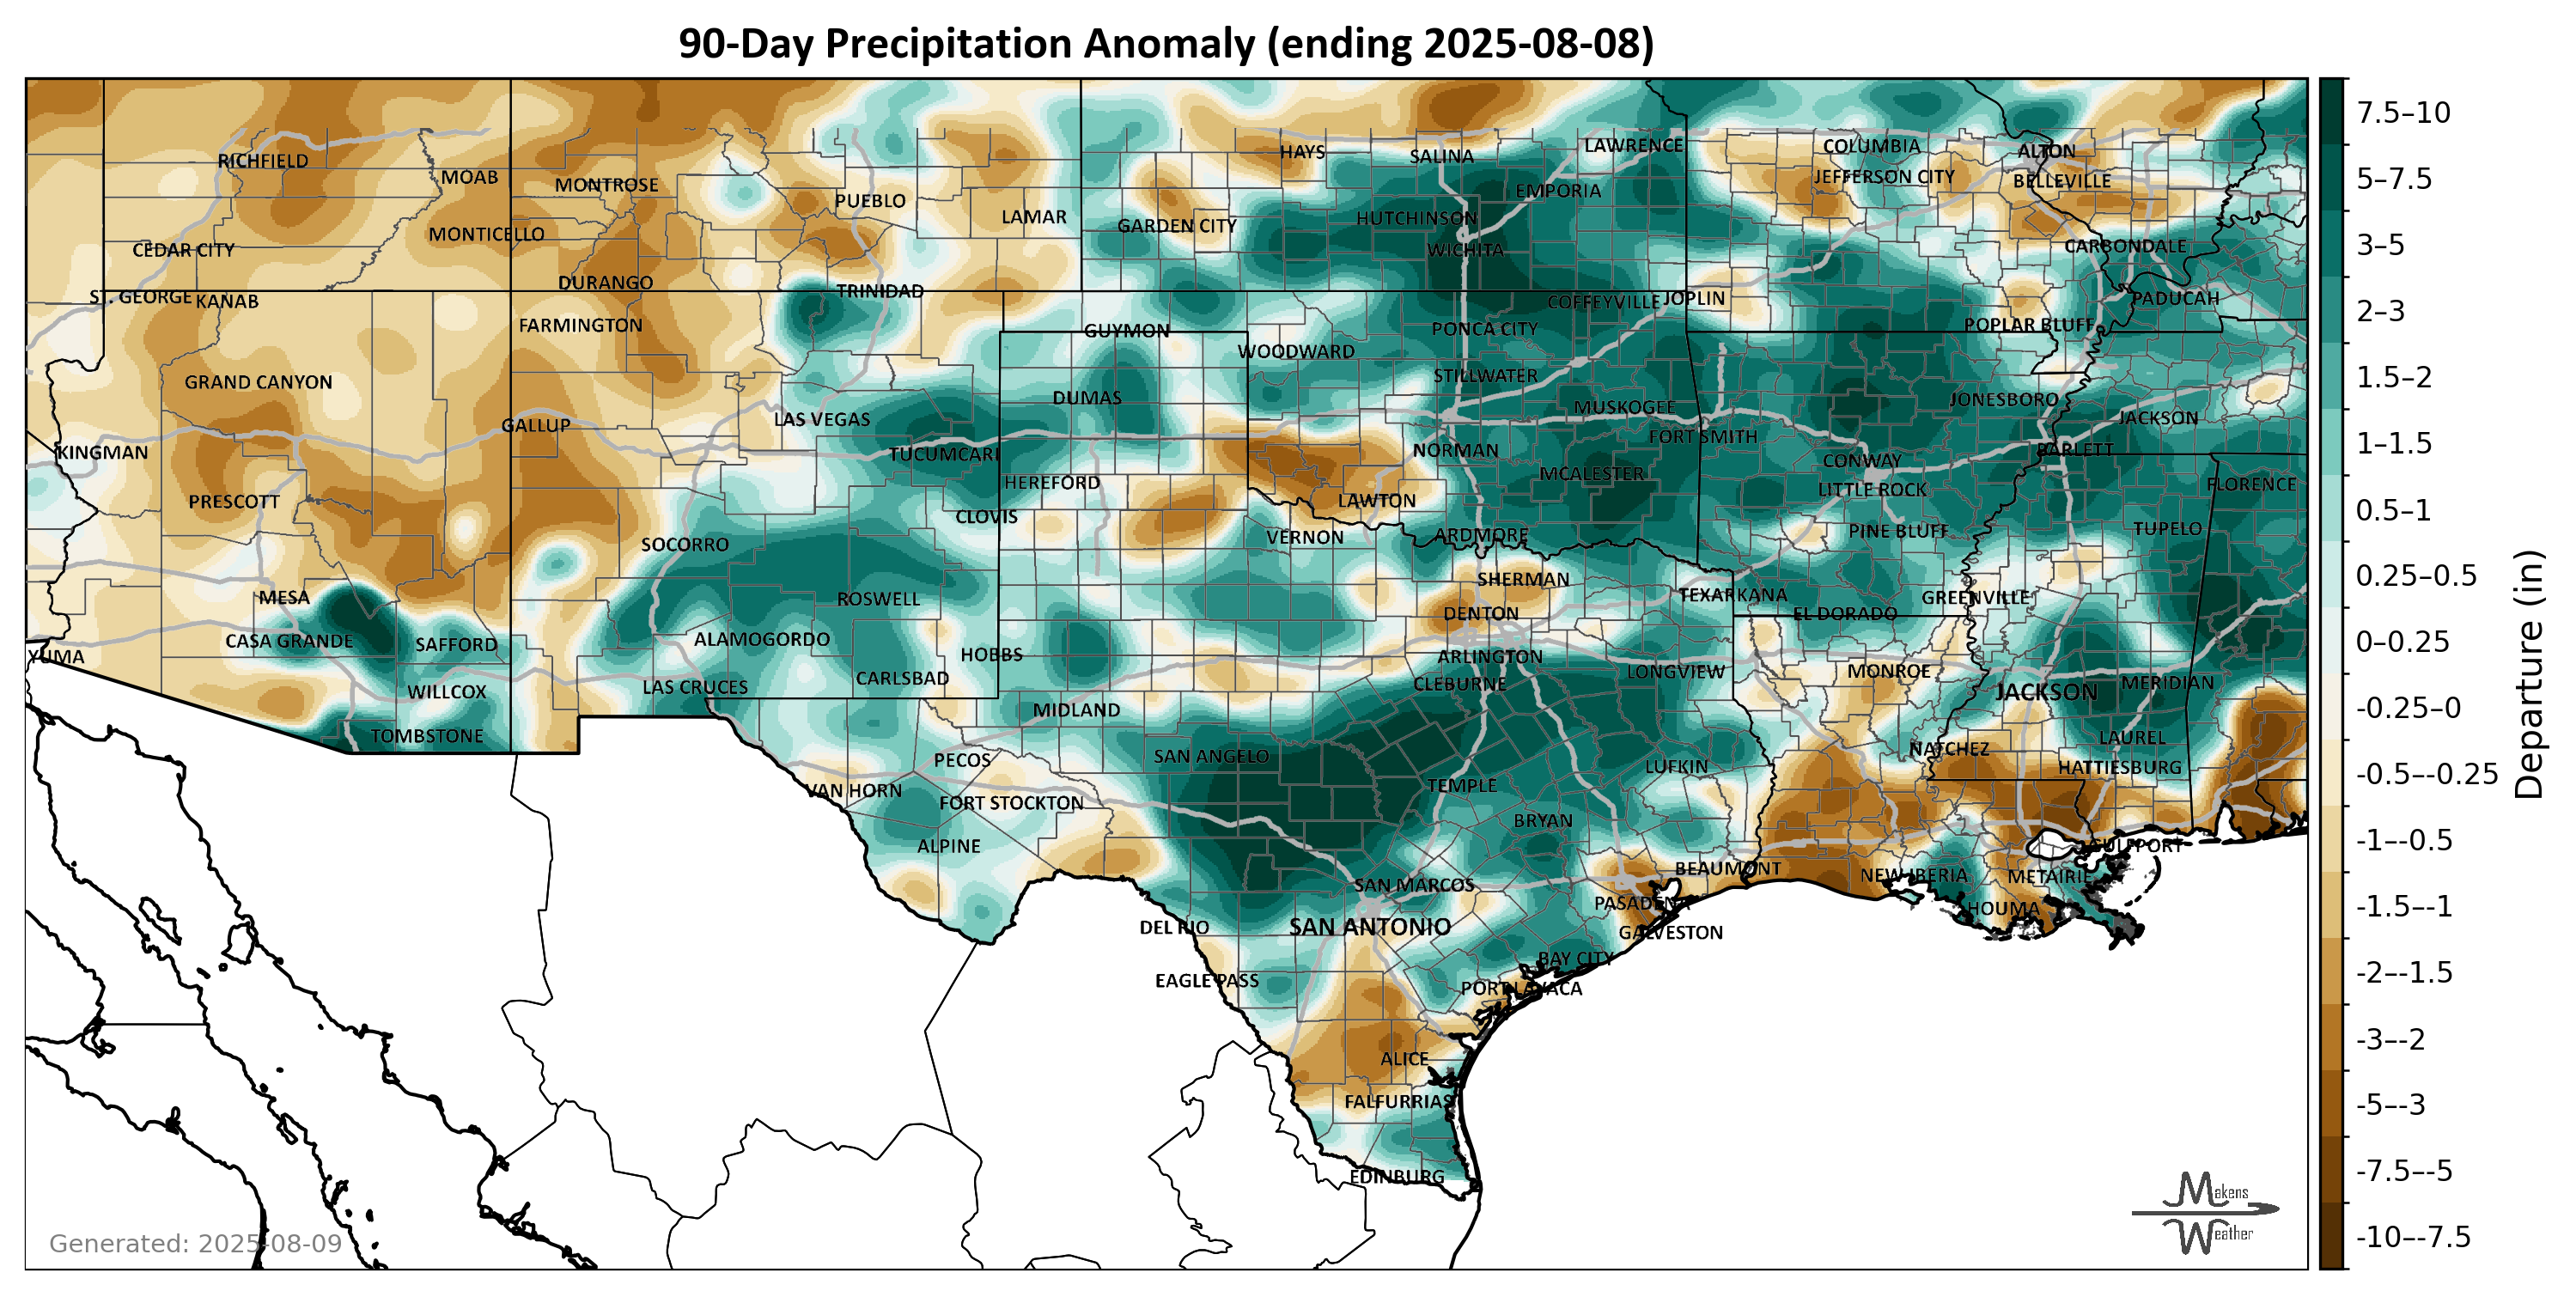 90-Day Precipitation Anomaly (ending 2025-08-08)
RICHFIELD
MOAB
MONTROSE
PUEBLO
LAMAR
HAYS
SALINA
LAWRENCE
COLUMBIA
ALTON
JEFFERSON CITY
BELLEVILLE
EMPORIA
HUTCHINSON
GARDEN CITY
MONTICELLO
CEDAR CITY
WICHITA
CARBONDALE
DURANGO
TRINIDAD
ST. GEORGE
KANAB
COFFEYVILLE
JOPLIN
PADUCAH
FARMINGTON
GUYMON
PONCA CITY
POPLAR BLUFF
WOODWARD
STILLWATER
GRAND CANYON
DUMAS
MUSKOGEE
JONESBORO
JACKSON
GALLUP
LAS VEGAS
FORT SMITH
KINGMAN
TUCUMCARI
NORMAN
BARLETT
CONWAY
MCALESTER
HEREFORD
LITTLE ROCK
FLORENCE
PRESCOTT
LAWTON
CLOVIS
VERNON
ARDMORE
PINE BLUFF
TUPELO
SOCORRO
SHERMAN
MESA
ROSWELL
TEXARKANA
GREENVILLE
DENTON
EL DORADO
CASA GRANDE
SAFFORD
ALAMOGORDO
YUMA
HOBBS
ARLINGTON
LONGVIEW
MONROE
CARLSBAD
CLEBURNE
LAS CRUCES
WILLCOX
JACKSON
MERIDIAN
MIDLAND
TOMBSTONE
LAUREL
SAN ANGELO
NATCHEZ
PECOS
LUFKIN
HATTIESBURG
VAN HORN
FORT STOCKTON
TEMPLE
BRYAN
ALPINE
GULFPORT
BEAUMONT
NEW IBERIA
METAIRIE
SAN MARCOS
PASADENA
HOUMA
DEL RIO
SAN ANTONIO
GALVESTON
BAY CITY
EAGLE PASS
PORT LAVACA
ALICE
FALFURRIAS
EDINBURG
7.5–10
5–7.5
3–5
2–3
1.5–2
1–1.5
0.5–1
0.25–0.5
0–0.25
-0.25–0
-0.5–-0.25
-1–-0.5
-1.5–-1
-2–-1.5
-3–-2
-5–-3
-7.5–-5
-10–-7.5
Departure (in)
Generated: 2025-08-09
Makens
Weather